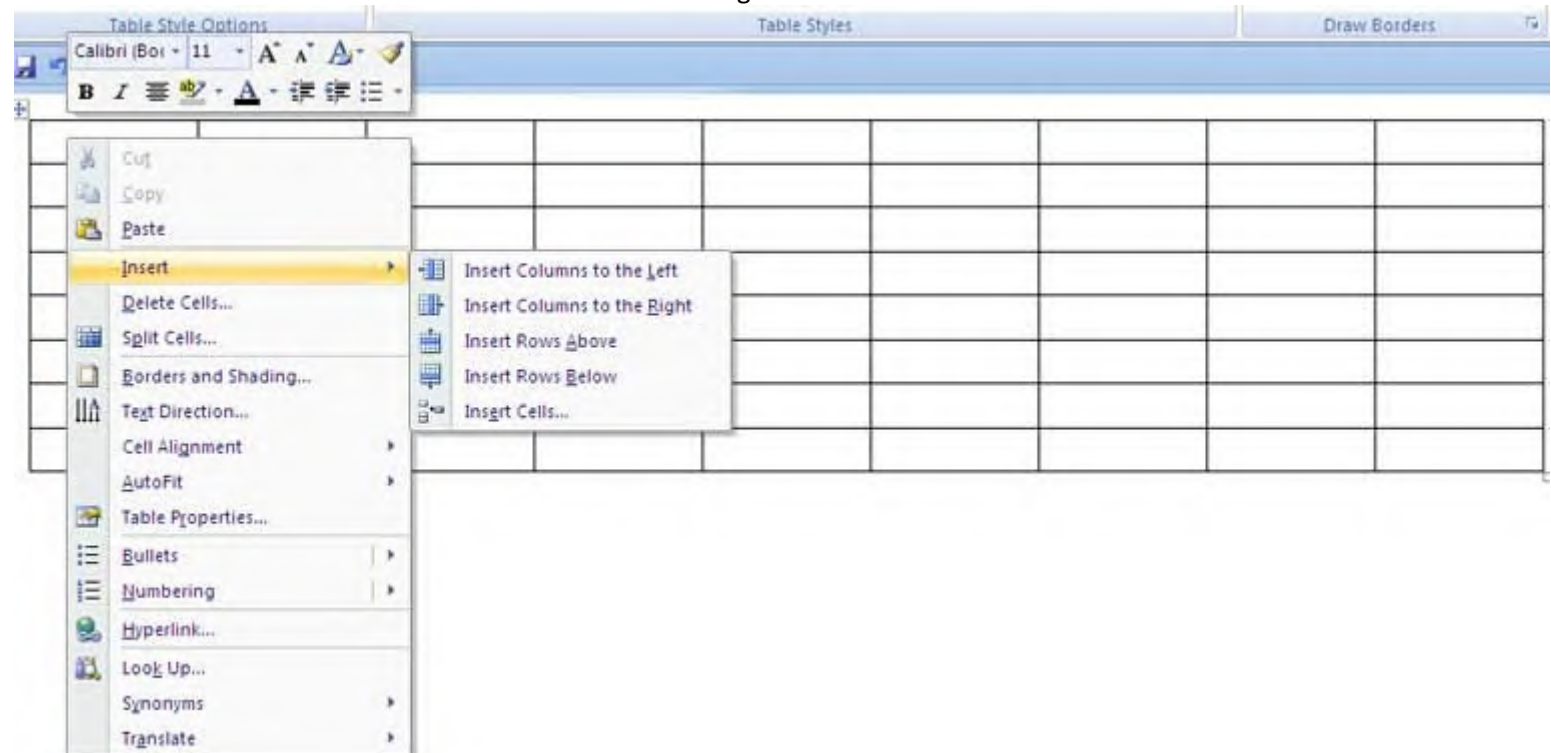 Table Style Options Table Styles Draw Borders
Calibri (Boı 11 A A A
B I ab A
Cut
Copy
Paste
Insert
Delete Cells...
Split Cells...
Borders and Shading...
Text Direction...
Cell Alignment
AutoFit
Table Properties...
Bullets
Numbering
Hyperlink...
Look Up...
Synonyms
Translate
Insert Columns to the Left
Insert Columns to the Right
Insert Rows Above
Insert Rows Below
Insert Cells...